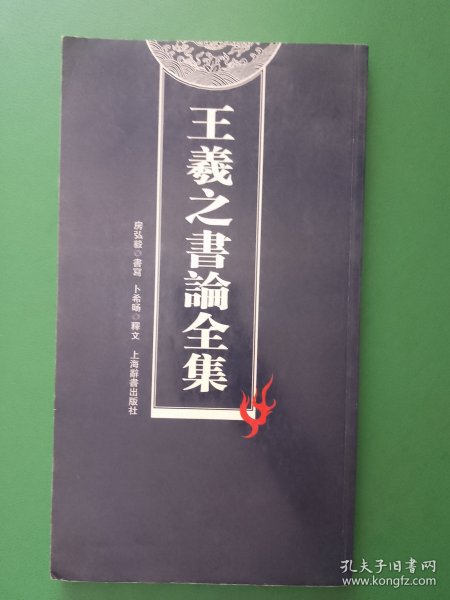 王羲之書論全集
房弘毅◎書寫 卜希暘◎釋文 上海辭書出版社
孔夫子旧书网
www.kongfz.com